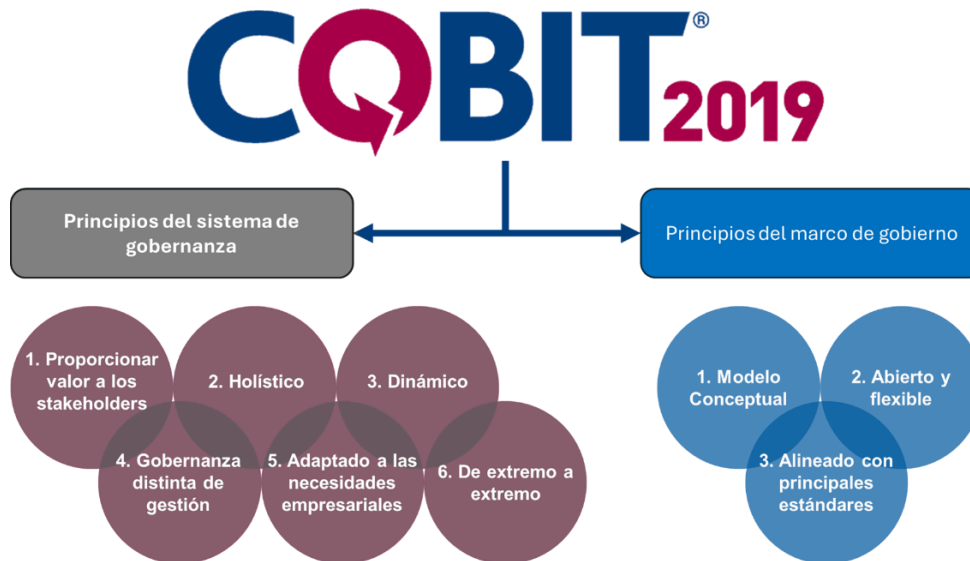 COBIT® 2019
Principios del sistema de
gobernanza
Principios del marco de gobierno
1. Proporcionar
valor a los
stakeholders
2. Holístico
3. Dinámico
4. Gobernanza
distinta de
gestión
5. Adaptado a las
necesidades
empresariales
6. De extremo a
extremo
1. Modelo
Conceptual
2. Abierto y
flexible
3. Alineado con
principales
estándares